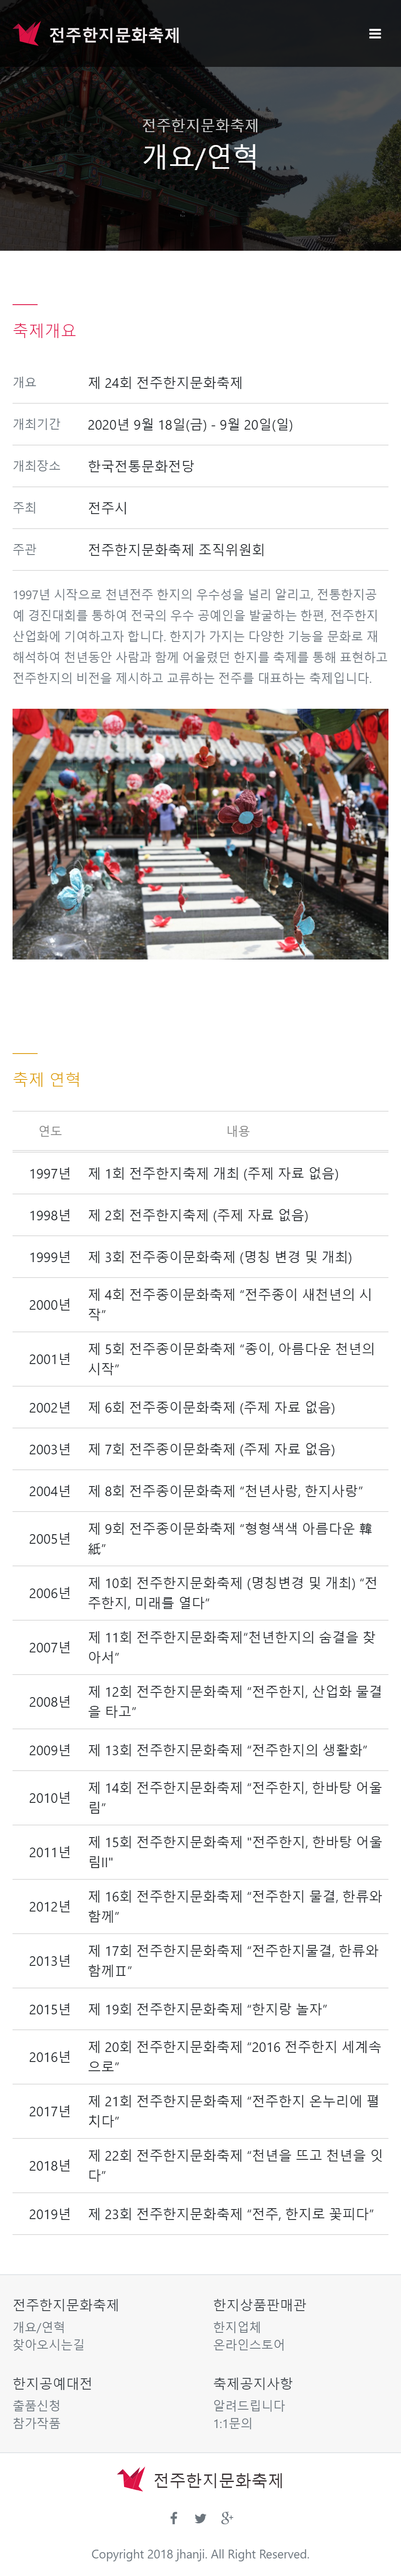 전주한지문화축제
전주한지문화축제
개요/연혁
축제개요
개요 제 24회 전주한지문화축제
개최기간 2020년 9월 18일(금) - 9월 20일(일)
개최장소 한국전통문화전당
주최 전주시
주관 전주한지문화축제 조직위원회
1997년 시작으로 천년전주 한지의 우수성을 널리 알리고, 전통한지공
예 경진대회를 통하여 전국의 우수 공예인을 발굴하는 한편, 전주한지
산업화에 기여하고자 합니다. 한지가 가지는 다양한 기능을 문화로 재
해석하여 천년동안 사람과 함께 어울렸던 한지를 축제를 통해 표현하고
전주한지의 비전을 제시하고 교류하는 전주를 대표하는 축제입니다.
축제 연혁
연도 내용
1997년 제 1회 전주한지축제 개최 (주제 자료 없음)
1998년 제 2회 전주한지축제 (주제 자료 없음)
1999년 제 3회 전주종이문화축제 (명칭 변경 및 개최)
2000년 제 4회 전주종이문화축제 “전주종이 새천년의 시
작”
2001년 제 5회 전주종이문화축제 “종이, 아름다운 천년의
시작”
2002년 제 6회 전주종이문화축제 (주제 자료 없음)
2003년 제 7회 전주종이문화축제 (주제 자료 없음)
2004년 제 8회 전주종이문화축제 “천년사랑, 한지사랑”
2005년 제 9회 전주종이문화축제 “형형색색 아름다운 韓
紙”
2006년 제 10회 전주한지문화축제 (명칭변경 및 개최) “전
주한지, 미래를 열다”
2007년 제 11회 전주한지문화축제“천년한지의 숨결을 찾
아서”
2008년 제 12회 전주한지문화축제 “전주한지, 산업화 물결
을 타고”
2009년 제 13회 전주한지문화축제 “전주한지의 생활화”
2010년 제 14회 전주한지문화축제 “전주한지, 한바탕 어울
림”
2011년 제 15회 전주한지문화축제 "전주한지, 한바탕 어울
림II"
2012년 제 16회 전주한지문화축제 “전주한지 물결, 한류와
함께”
2013년 제 17회 전주한지문화축제 “전주한지물결, 한류와
함께Ⅱ”
2015년 제 19회 전주한지문화축제 “한지랑 놀자”
2016년 제 20회 전주한지문화축제 “2016 전주한지 세계속
으로”
2017년 제 21회 전주한지문화축제 “전주한지 온누리에 펼
치다”
2018년 제 22회 전주한지문화축제 “천년을 뜨고 천년을 잇
다”
2019년 제 23회 전주한지문화축제 “전주, 한지로 꽃피다”
전주한지문화축제
개요/연혁
찾아오시는길
한지상품판매관
한지업체
온라인스토어
한지공예대전
출품신청
참가작품
축제공지사항
알려드립니다
1:1문의
전주한지문화축제
Copyright 2018 jhanji. All Right Reserved.